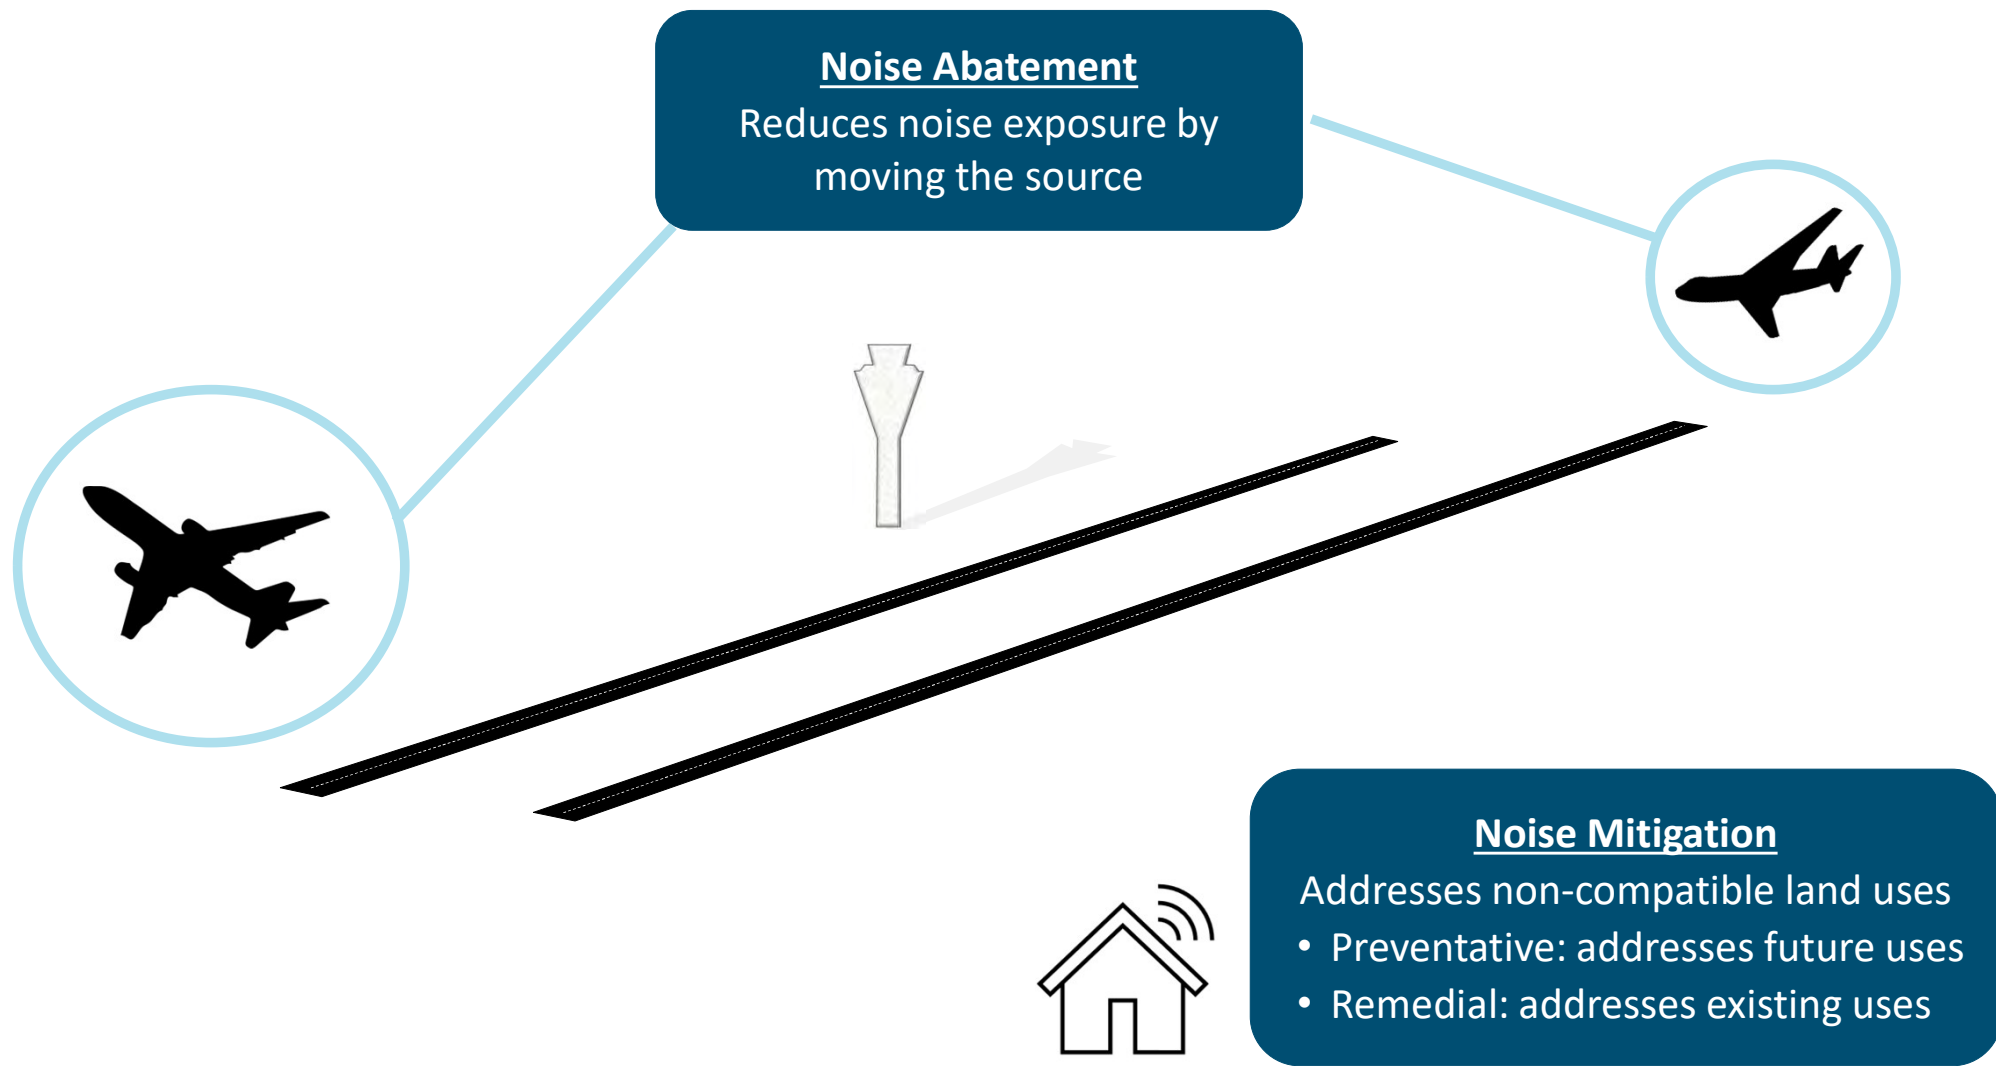 Noise Abatement
Reduces noise exposure by
moving the source
Noise Mitigation
Addresses non-compatible land uses
• Preventative: addresses future uses
• Remedial: addresses existing uses